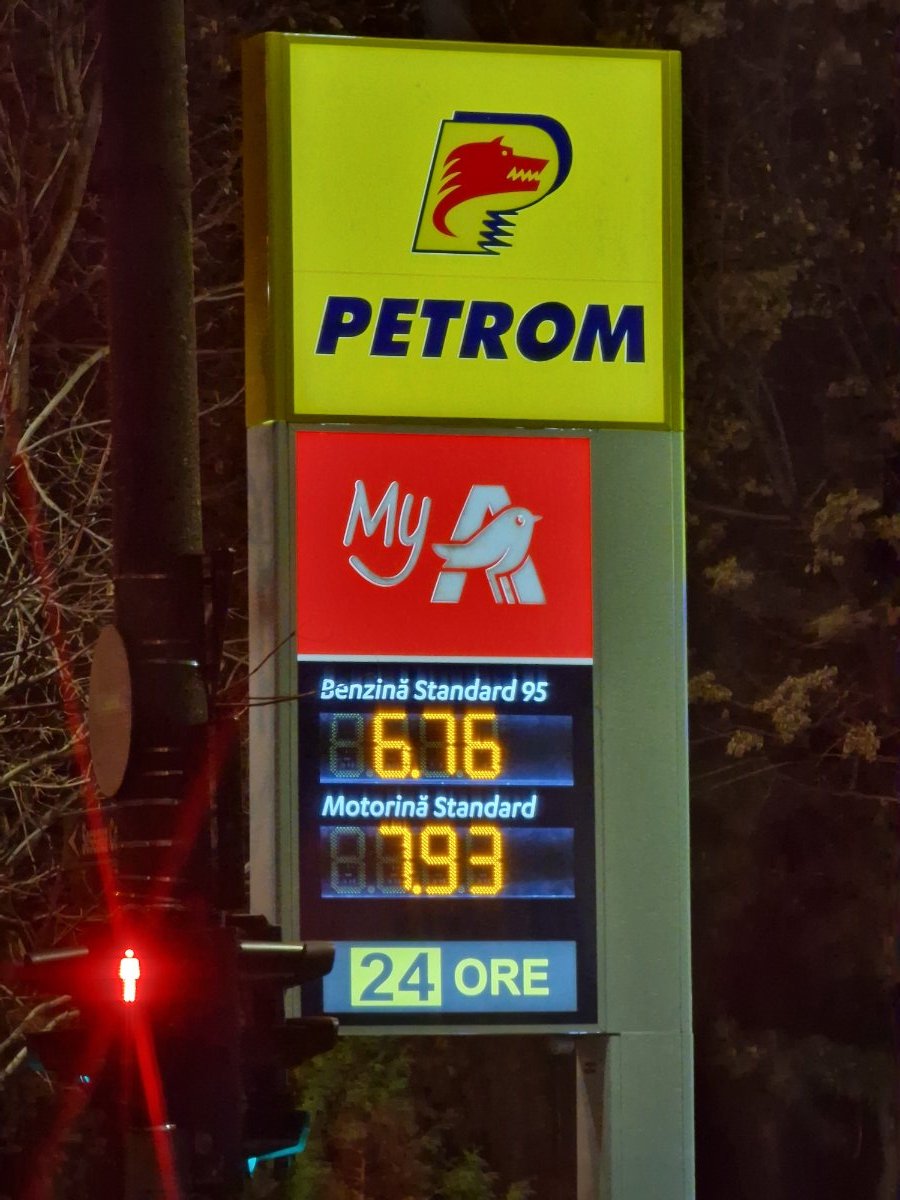 PETROM
My A
Benzină Standard 95
6.76
Motorină Standard
7.93
24 ORE